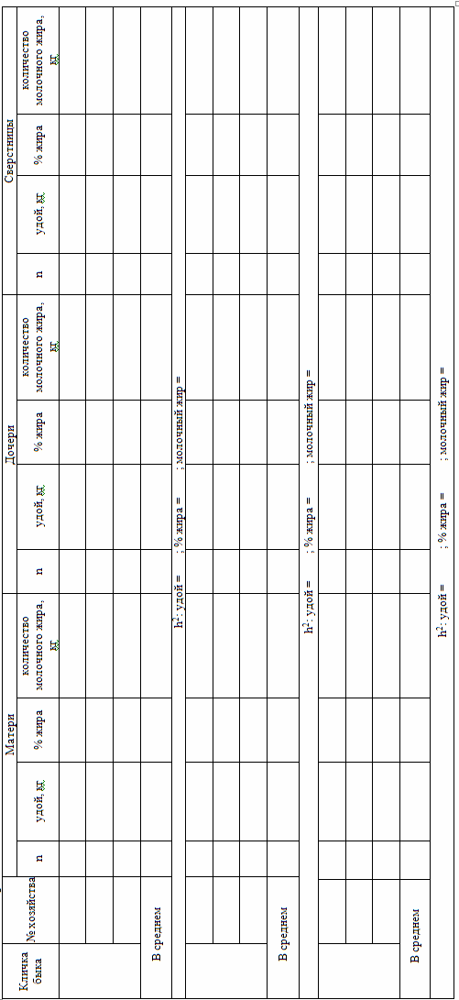 Кличка
быка
№ хозяйства
Матери
n
удой, кг
% жира
количество
молочного жира,
кг
Дочери
n
удой, кг
% жира
количество
молочного жира,
кг
Сверстницы
n
удой, кг
% жира
количество
молочного жира,
кг
В среднем
h²: удой = ; % жира = ; молочный жир =
В среднем
h²: удой = ; % жира = ; молочный жир =
В среднем
h²: удой = ; % жира = ; молочный жир =